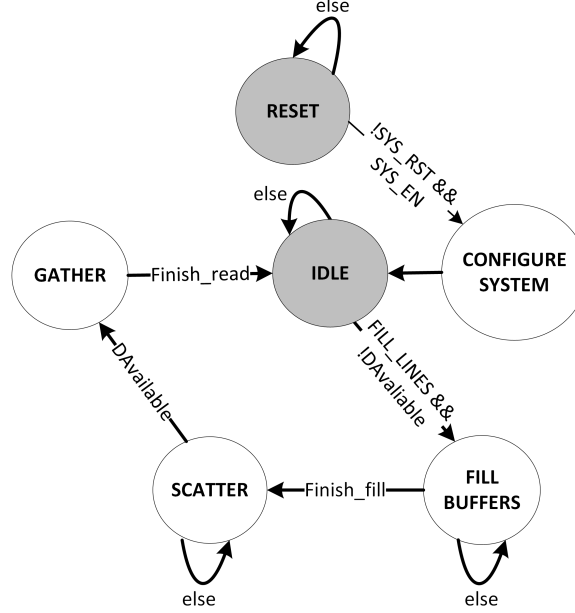 else
RESET
!SYS_RST &&
SYS_EN
else
GATHER
Finish_read
IDLE
CONFIGURE
SYSTEM
FILL_LINES &&
!DAvaliable
DAvailable
SCATTER
Finish_fill
FILL
BUFFERS
else
else